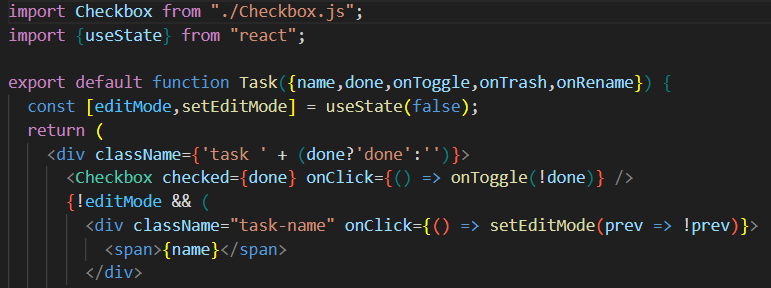 import Checkbox from "./Checkbox.js";
import {useState} from "react";
export default function Task({name,done,onToggle,onTrash,onRename}) {
const [editMode,setEditMode] = useState(false);
return (
<div className={'task ' + (done?'done':'')}>
<Checkbox checked={done} onClick={() => onToggle(!done)} />
{!editMode && (
<div className="task-name" onClick={() => setEditMode(prev => !prev)}>
<span>{name}</span>
</div>